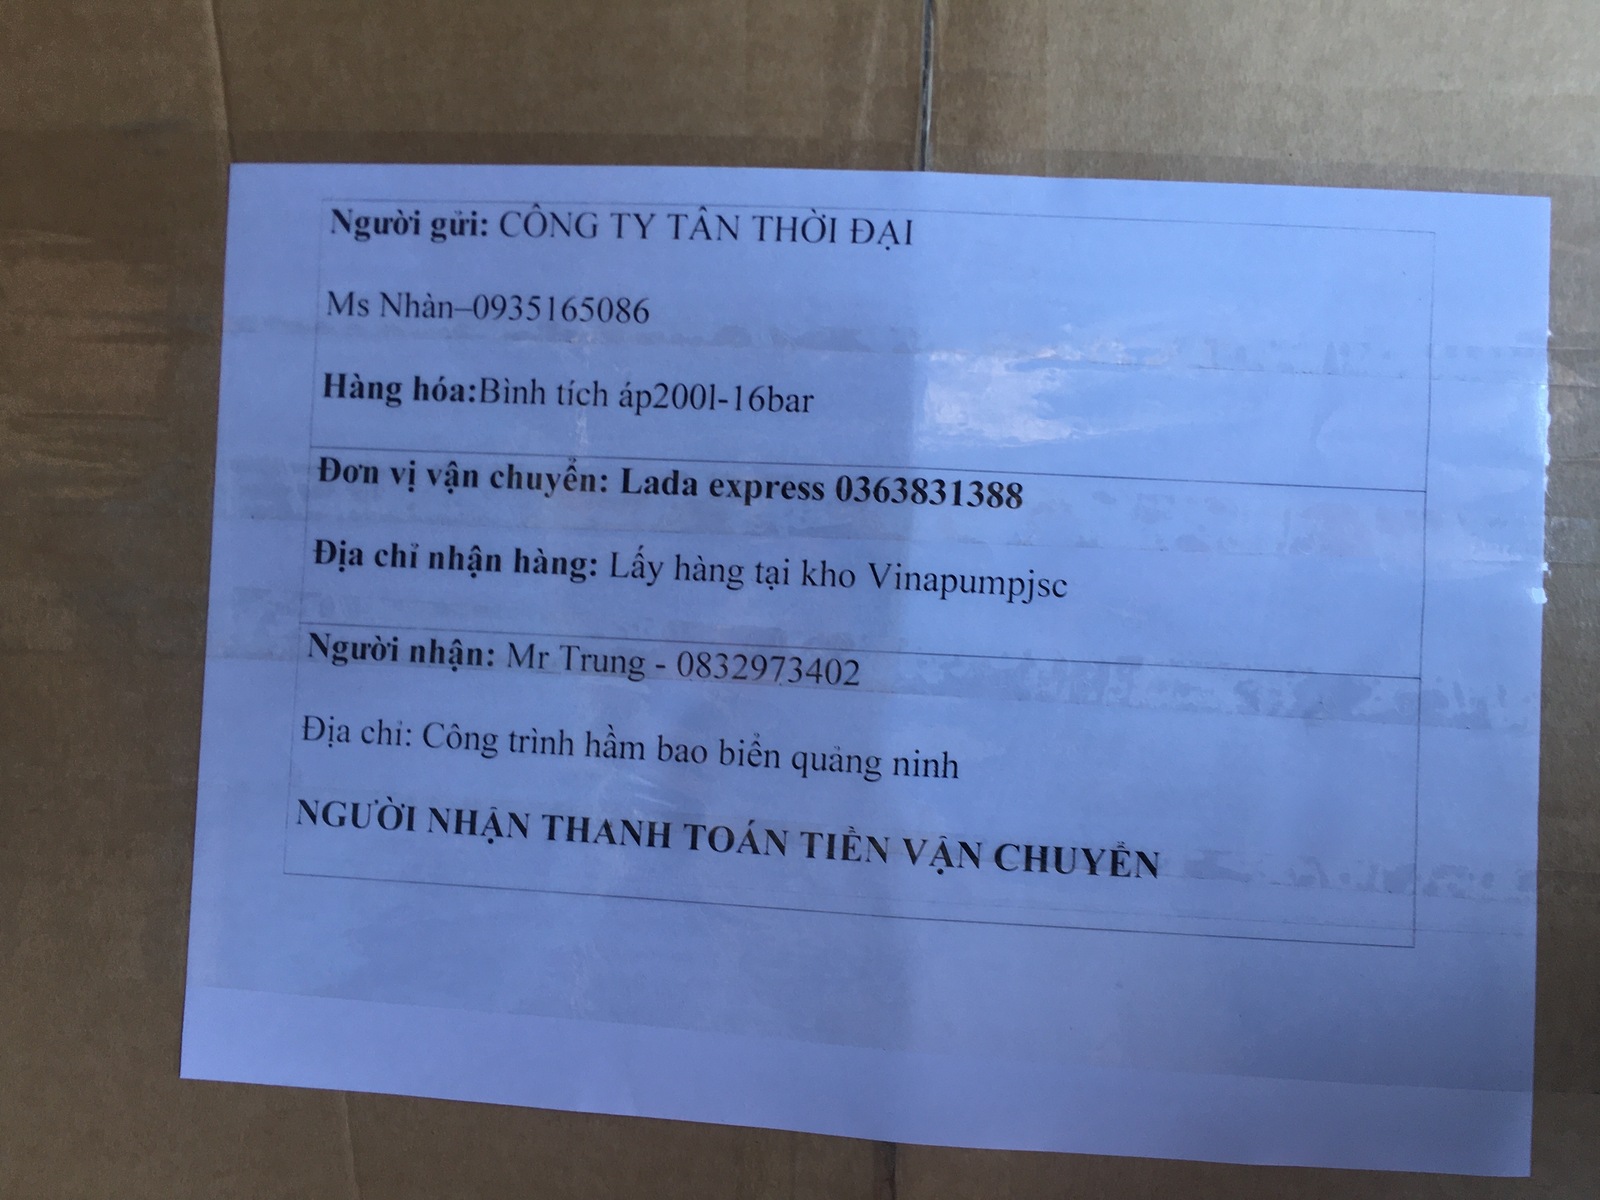 Người gửi: CÔNG TY TÂN THỜI ĐẠI
Ms Nhàn–0935165086
Hàng hóa:Bình tích áp200l-16bar
Đơn vị vận chuyển: Lada express 0363831388
Địa chỉ nhận hàng: Lấy hàng tại kho Vinapumpjsc
Người nhận: Mr Trung - 0832973402
Địa chỉ: Công trình hầm bao biển quảng ninh
NGƯỜI NHẬN THANH TOÁN TIỀN VẬN CHUYỂN